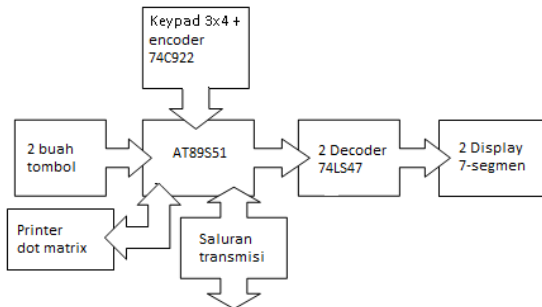 Keypad 3x4 +
encoder
74C922
2 buah
tombol
AT89S51
2 Decoder
74LS47
2 Display
7-segmen
Printer
dot matrix
Saluran
transmisi